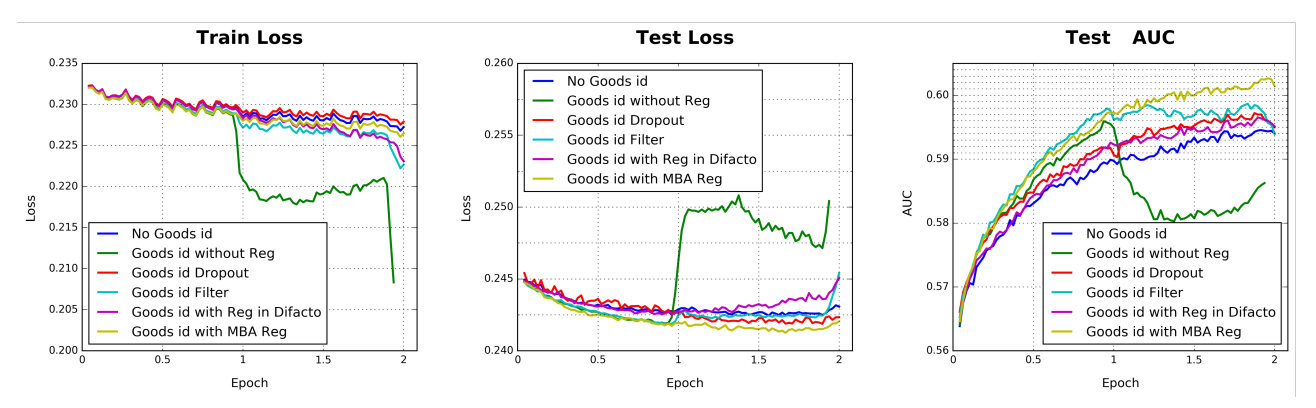 Train Loss
0.235
0.230
0.225
0.220
0.215
0.210
0.205
0.200
Loss
No Goods id
Goods id without Reg
Goods id Dropout
Goods id Filter
Goods id with Reg in Difacto
Goods id with MBA Reg
0 0.5 1 1.5 2
Epoch
Test Loss
0.260
0.255
0.250
0.245
0.240
Loss
No Goods id
Goods id without Reg
Goods id Dropout
Goods id Filter
Goods id with Reg in Difacto
Goods id with MBA Reg
0 0.5 1 1.5 2
Epoch
Test AUC
0.60
0.59
0.58
0.57
0.56
AUC
No Goods id
Goods id without Reg
Goods id Dropout
Goods id Filter
Goods id with Reg in Difacto
Goods id with MBA Reg
0 0.5 1 1.5 2
Epoch